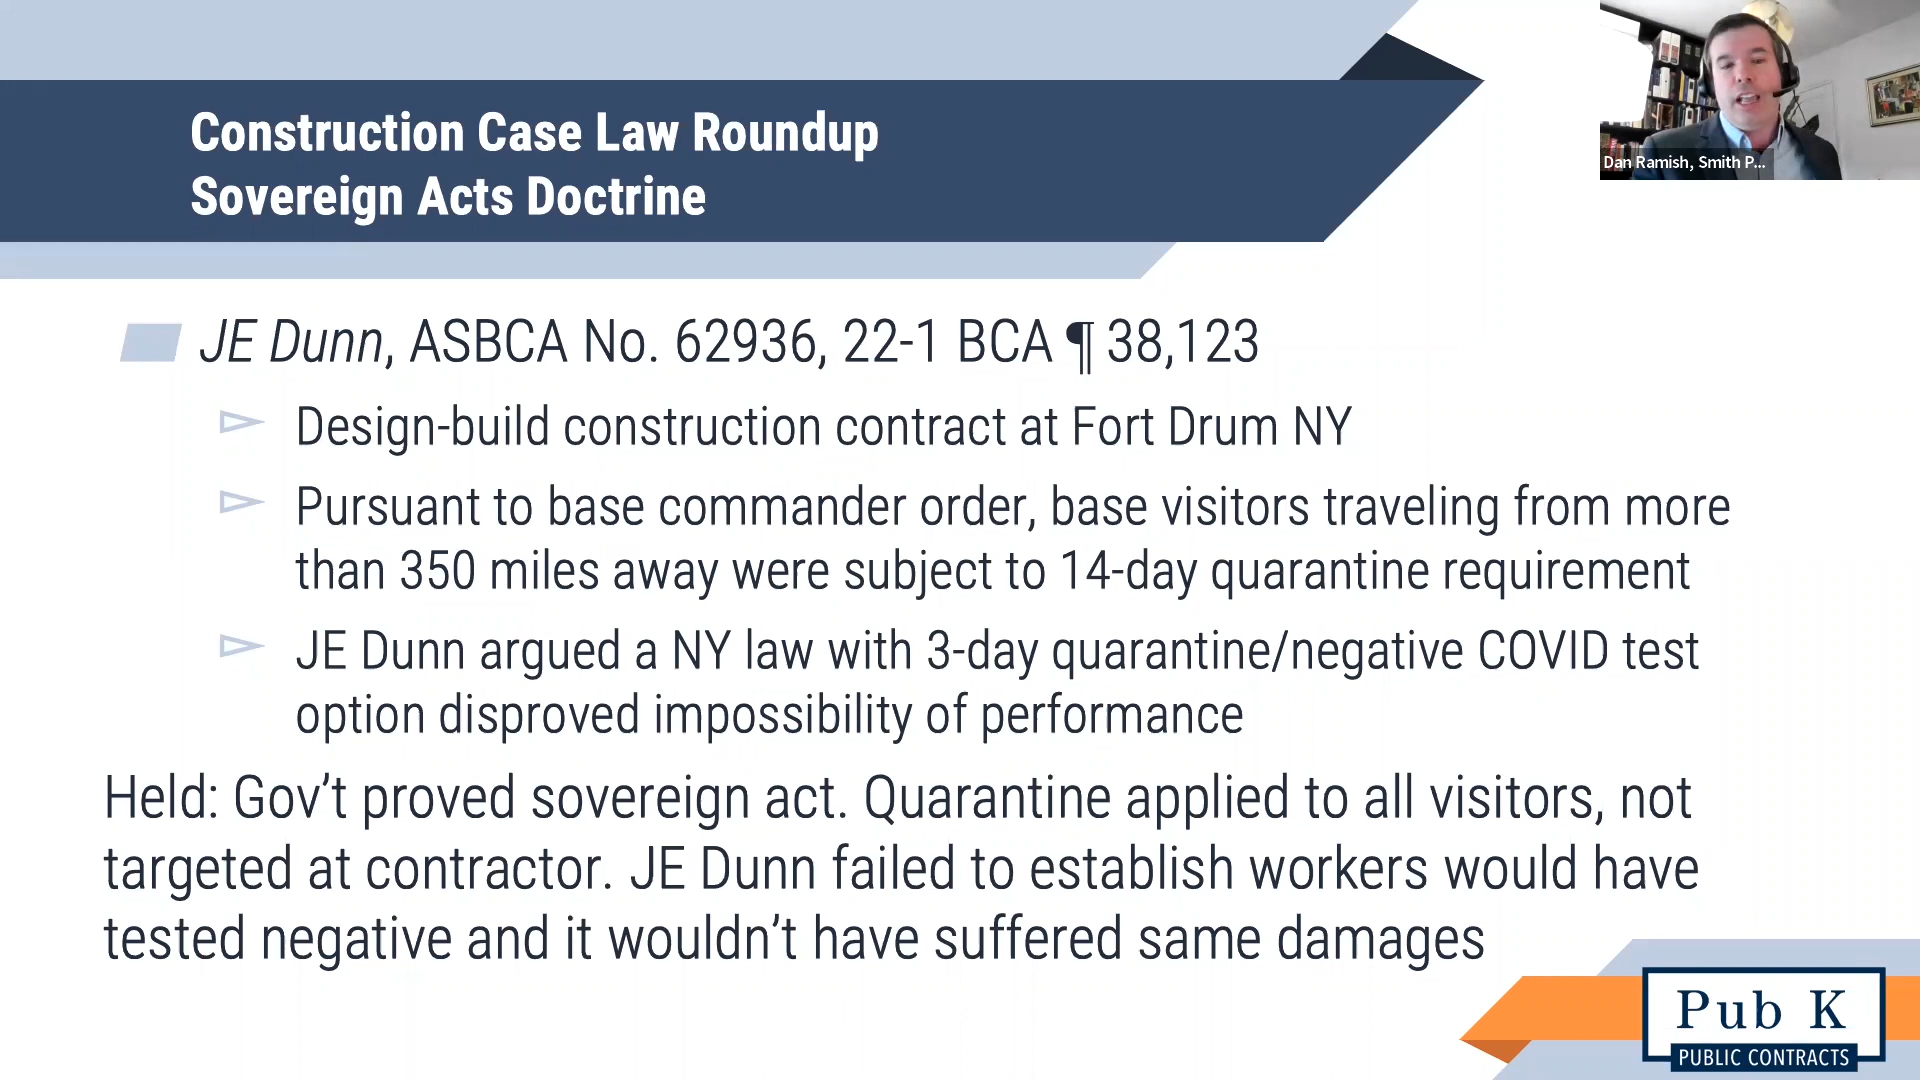 Construction Case Law Roundup
Sovereign Acts Doctrine
Dan Ramish, Smith P...
JE Dunn, ASBCA No. 62936, 22-1 BCA ¶ 38,123
Design-build construction contract at Fort Drum NY
Pursuant to base commander order, base visitors traveling from more
than 350 miles away were subject to 14-day quarantine requirement
JE Dunn argued a NY law with 3-day quarantine/negative COVID test
option disproved impossibility of performance
Held: Gov’t proved sovereign act. Quarantine applied to all visitors, not
targeted at contractor. JE Dunn failed to establish workers would have
tested negative and it wouldn’t have suffered same damages
Pub K
PUBLIC CONTRACTS